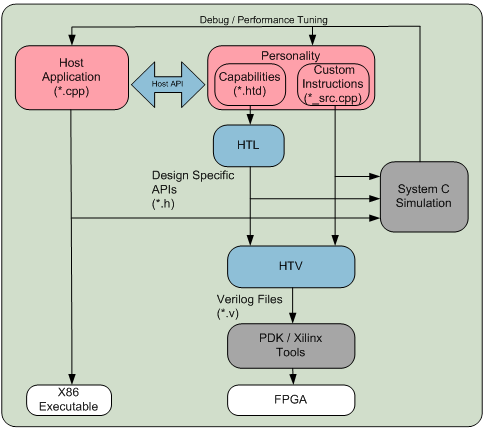 Debug / Performance Tuning
Host
Application
(*.cpp)
Host API
Personality
Capabilities
(*.htd)
Custom
Instructions
(*_src.cpp)
HTL
Design Specific
APIs
(*.h)
System C
Simulation
HTV
Verilog Files
(*.v)
PDK / Xilinx
Tools
X86
Executable
FPGA